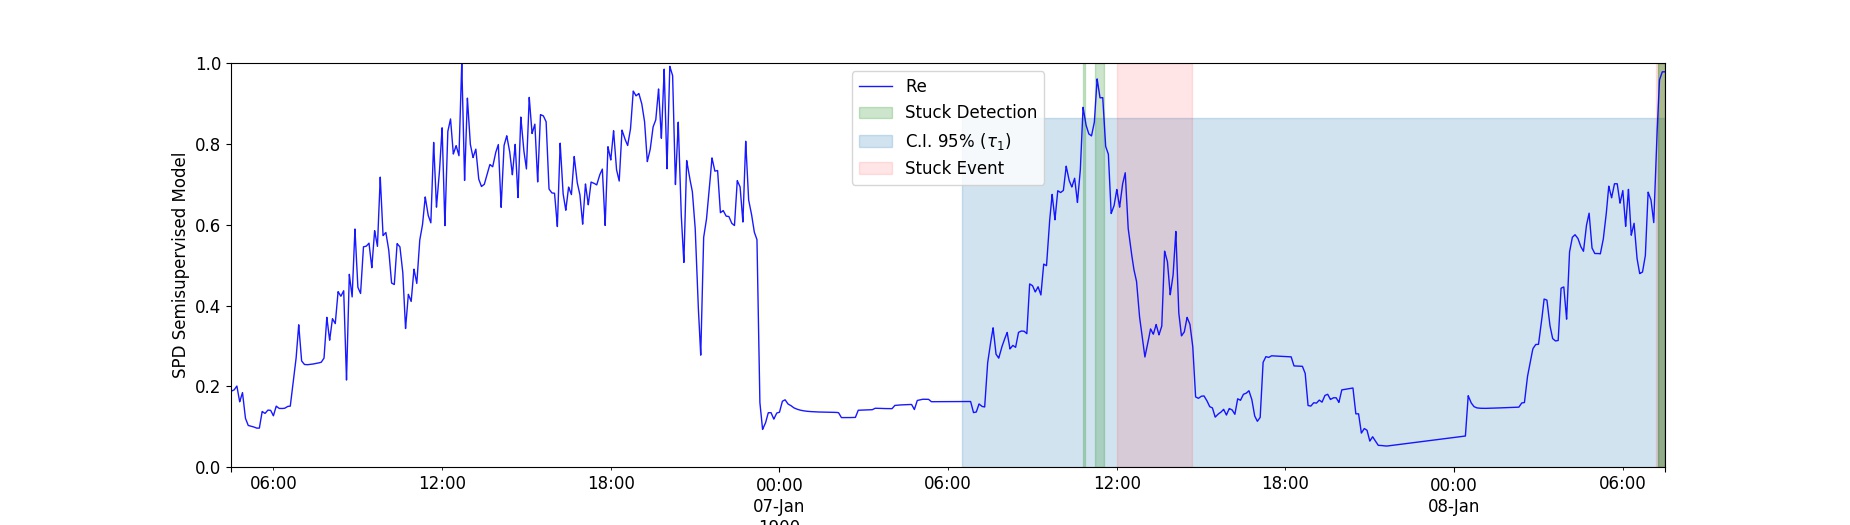 SPD Semisupervised Model
1.0
0.8
0.6
0.4
0.2
0.0
Re
Stuck Detection
C.I. 95% (τ₁)
Stuck Event
06:00 12:00 18:00 00:00 06:00 12:00 18:00 00:00 06:00
07-Jan 08-Jan
1900